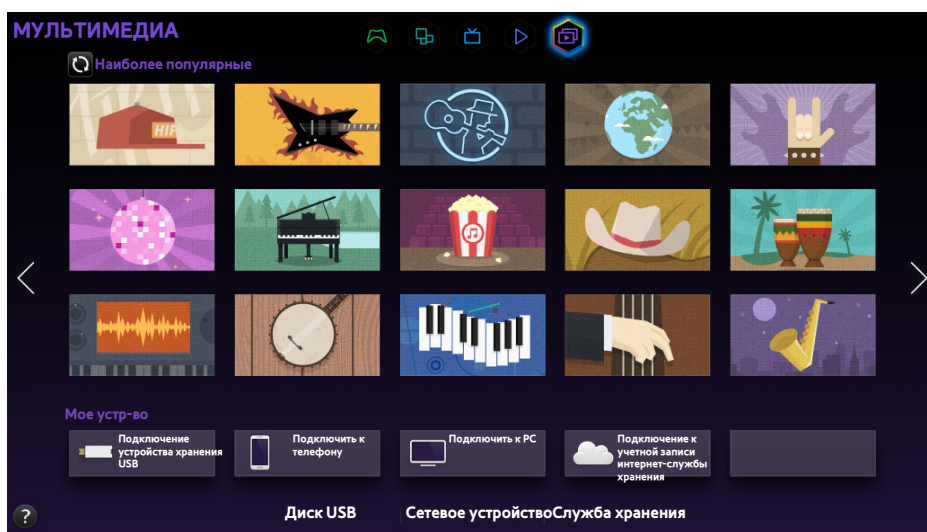 МУЛЬТИМЕДИА
Наиболее популярные
HIP
Мое устр-во
Подключение
устройства хранения
USB
Подключить к
телефону
Подключить к PC
Подключение к
учетной записи
интернет-службы
хранения
?
Диск USB
Сетевое устройство
Служба хранения